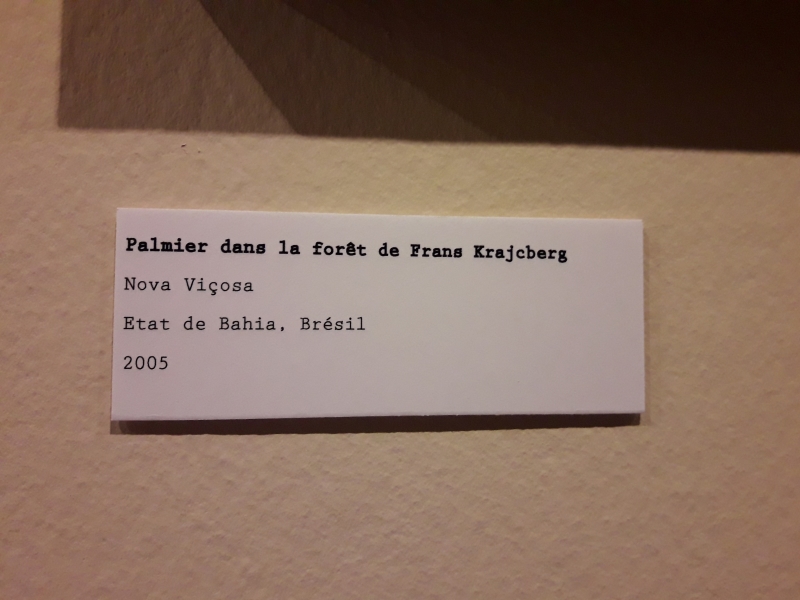 Palmier dans la forêt de Frans Krajcberg
Nova Viçosa
Etat de Bahia, Brésil
2005